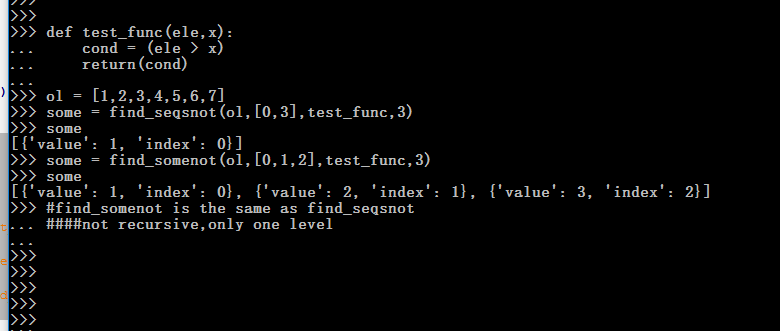 >>>
>>>
>>> def test_func(ele,x):
...     cond = (ele > x)
...     return(cond)
...
>>> ol = [1,2,3,4,5,6,7]
>>> some = find_seqsnot(ol,[0,3],test_func,3)
>>> some
[{'value': 1, 'index': 0}]
>>> some = find_somenot(ol,[0,1,2],test_func,3)
>>> some
[{'value': 1, 'index': 0}, {'value': 2, 'index': 1}, {'value': 3, 'index': 2}]
>>> #find_somenot is the same as find_seqsnot
... ####not recursive,only one level
...
>>>
>>>
>>>
>>>
>>>